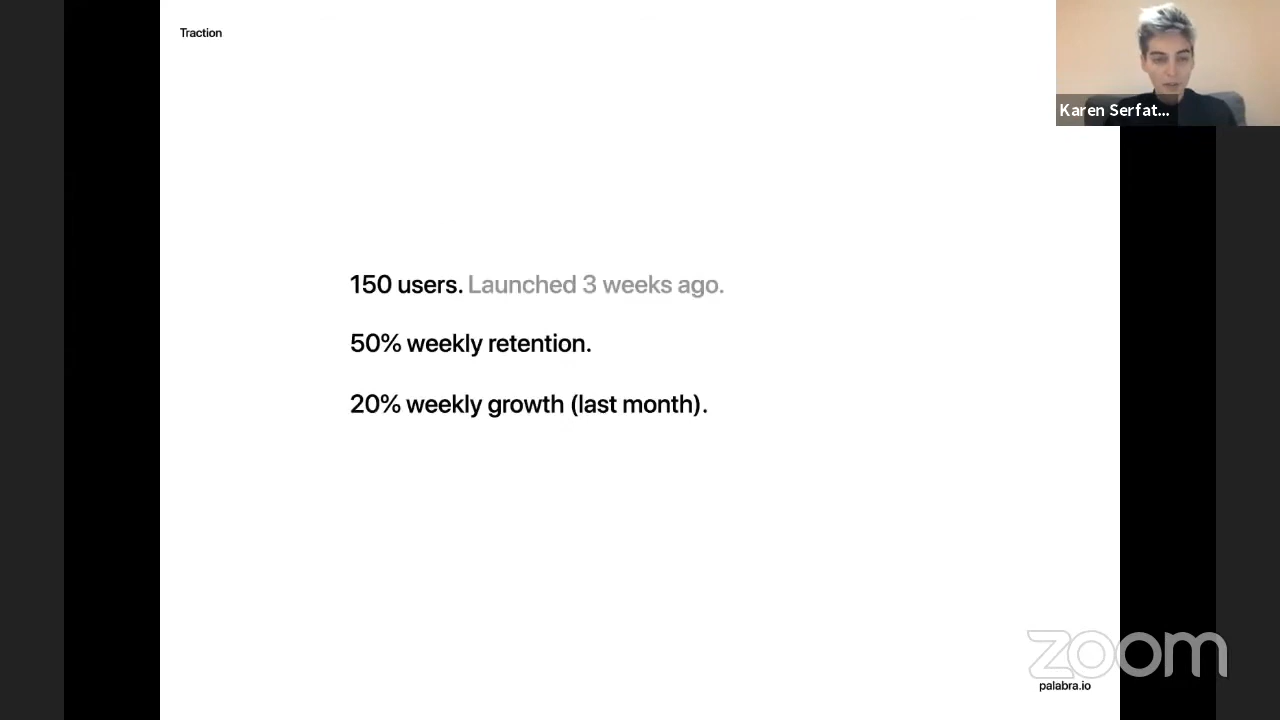 Traction
Karen Serfat...
150 users. Launched 3 weeks ago.
50% weekly retention.
20% weekly growth (last month).
zoom
palabra.io